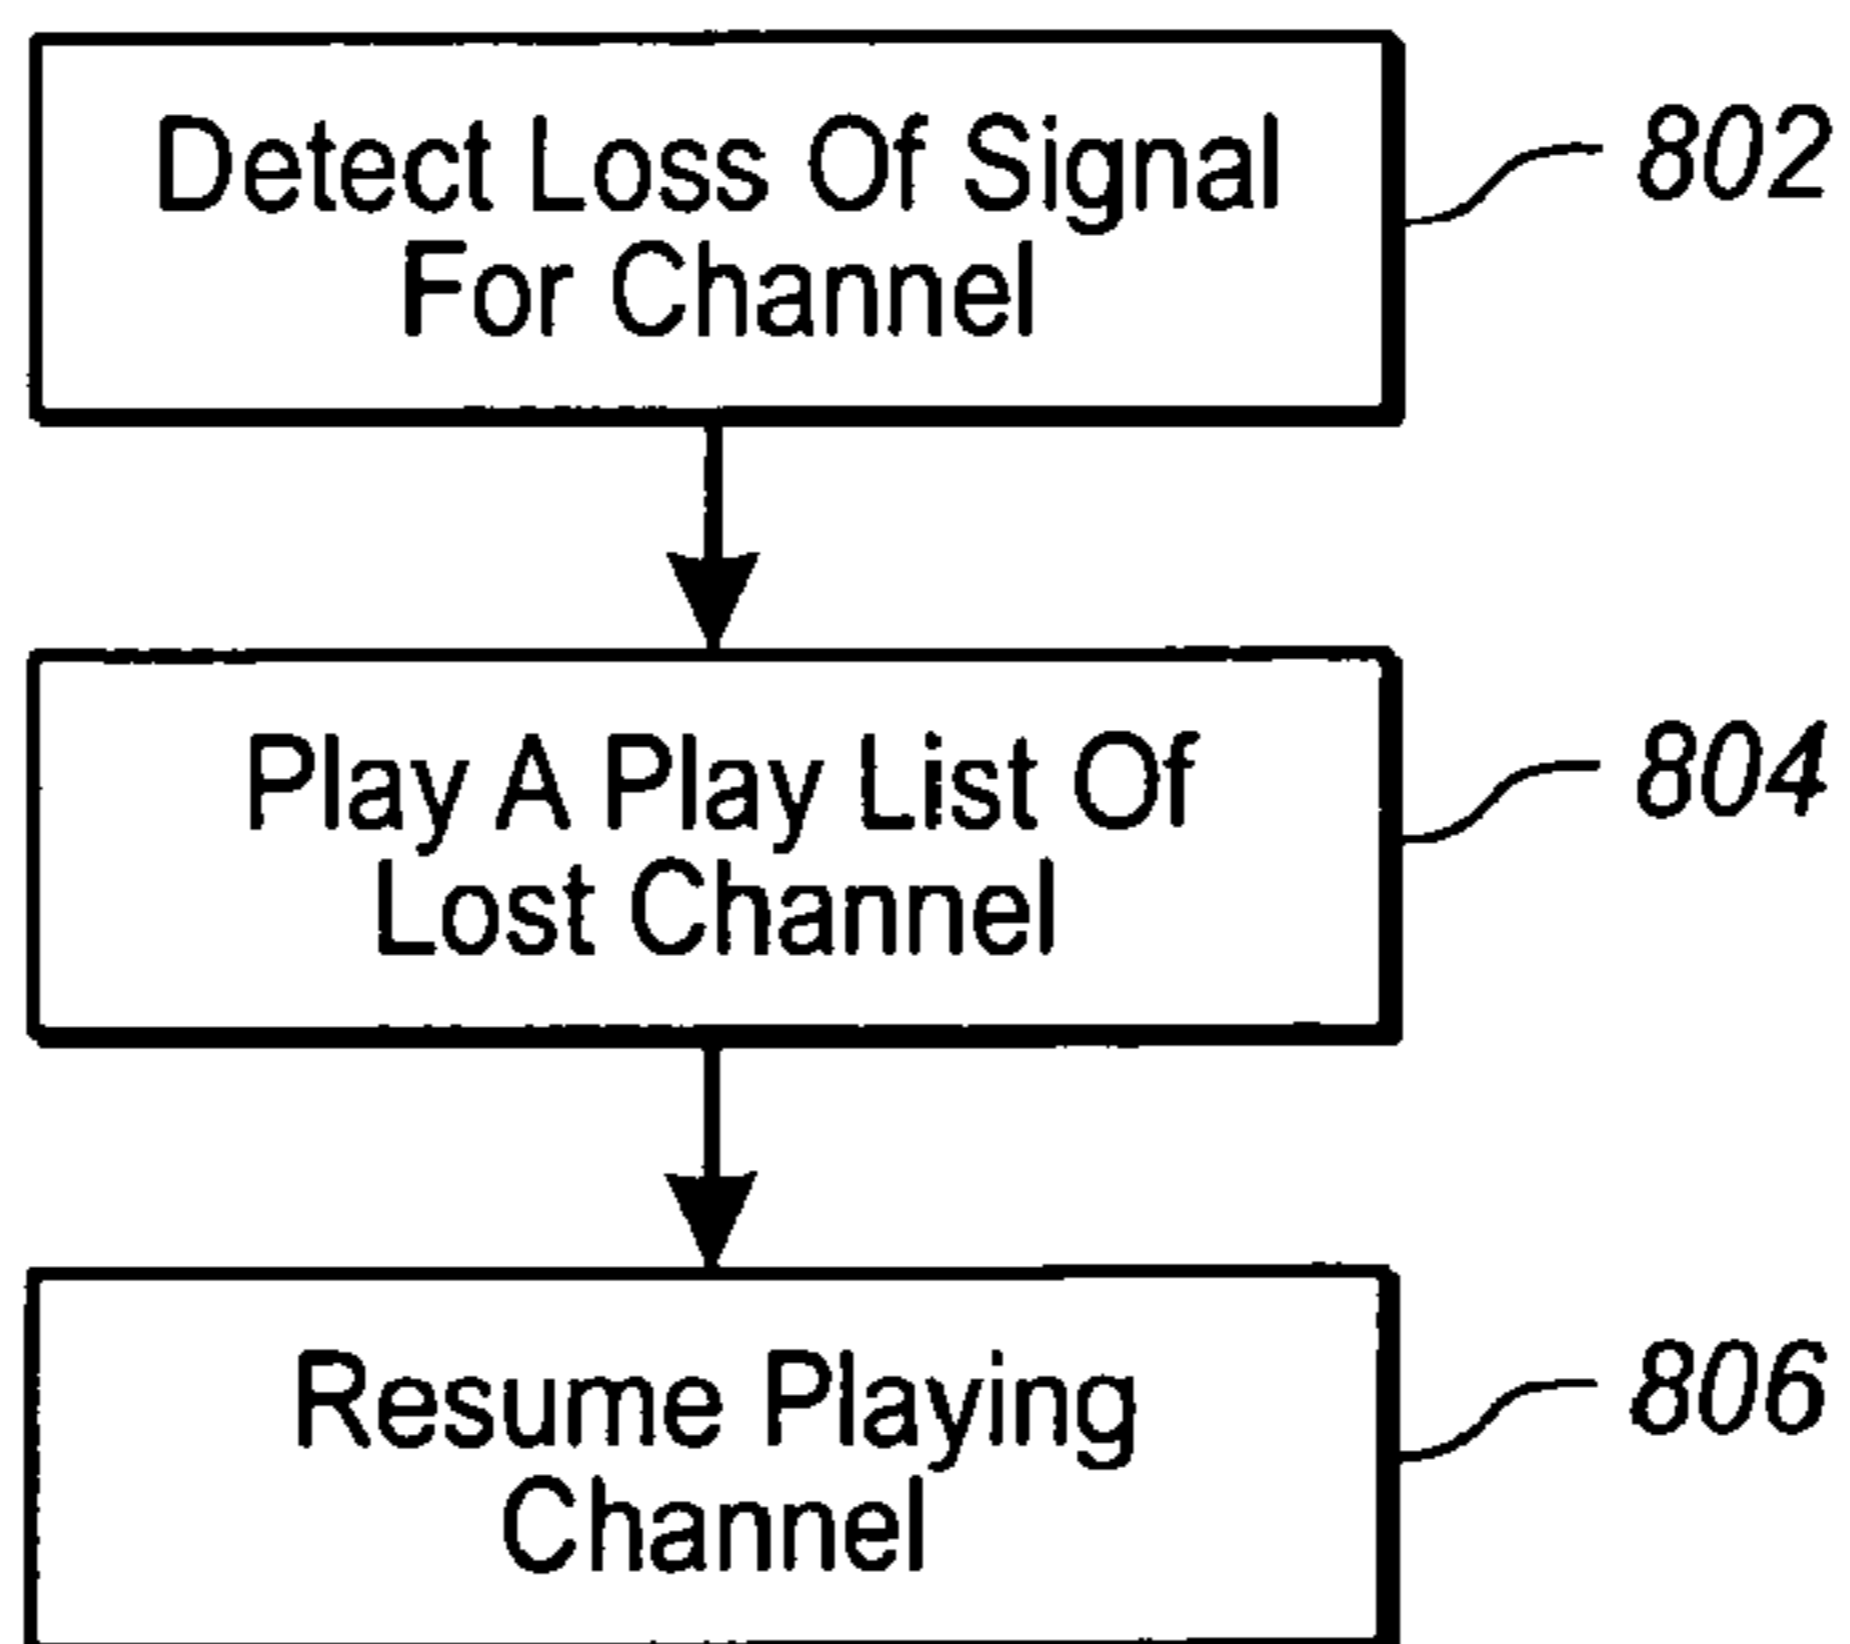 Detect Loss Of Signal
For Channel
802
Play A Play List Of
Lost Channel
804
Resume Playing
Channel
806